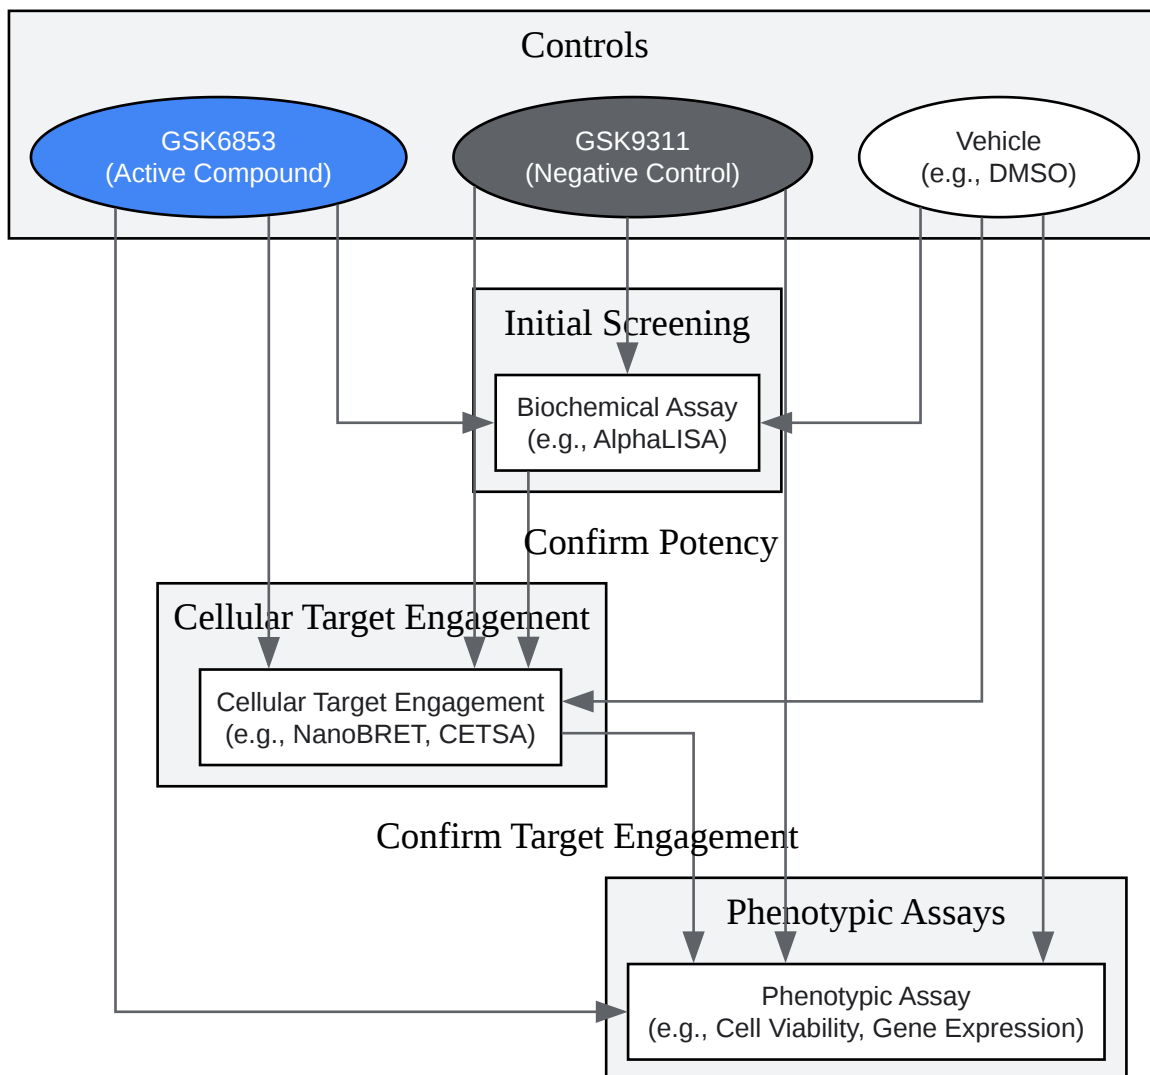 Controls
GSK6853
(Active Compound)
GSK9311
(Negative Control)
Vehicle
(e.g., DMSO)
Initial Screening
Biochemical Assay
(e.g., AlphaLISA)
Confirm Potency
Cellular Target Engagement
Cellular Target Engagement
(e.g., NanoBRET, CETSA)
Confirm Target Engagement
Phenotypic Assays
Phenotypic Assay
(e.g., Cell Viability, Gene Expression)